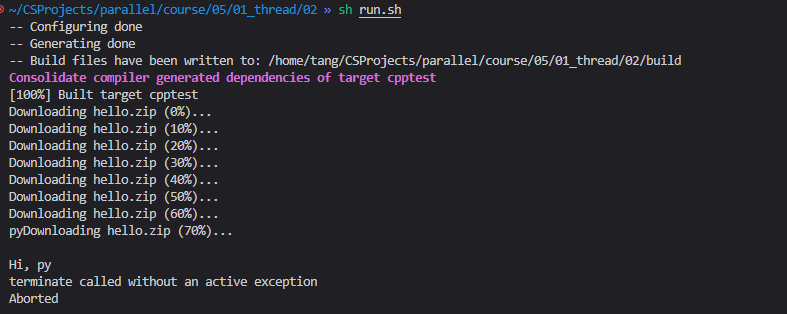 ~/CSProjects/parallel/course/05/01_thread/02 » sh run.sh
-- Configuring done
-- Generating done
-- Build files have been written to: /home/tang/CSProjects/parallel/course/05/01_thread/02/build
Consolidate compiler generated dependencies of target cpptest
[100%] Built target cpptest
Downloading hello.zip (0%)...
Downloading hello.zip (10%)...
Downloading hello.zip (20%)...
Downloading hello.zip (30%)...
Downloading hello.zip (40%)...
Downloading hello.zip (50%)...
Downloading hello.zip (60%)...
pyDownloading hello.zip (70%)...
Hi, py
terminate called without an active exception
Aborted